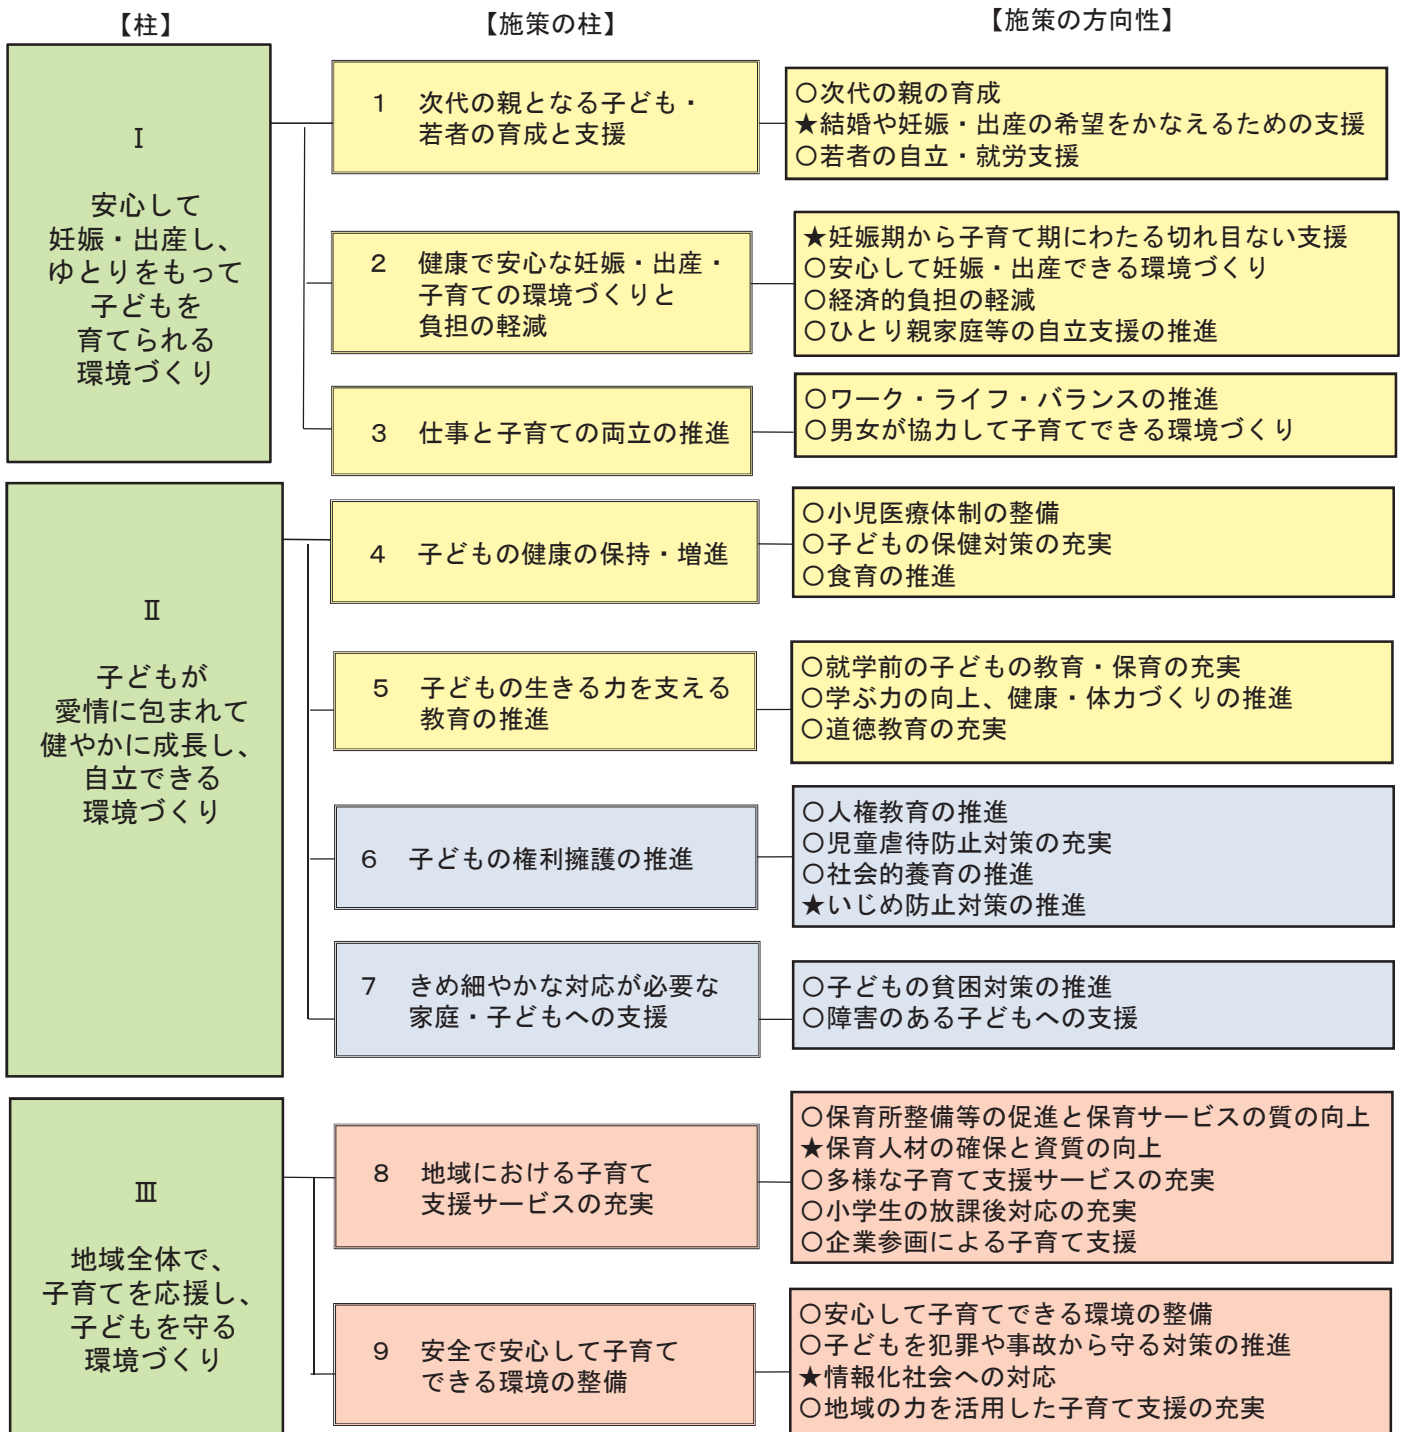 【柱】
【施策の柱】
【施策の方向性】
Ⅰ
安心して
妊娠・出産し、
ゆとりをもって
子どもを
育てられる
環境づくり
1 次代の親となる子ども・
若者の育成と支援
○次代の親の育成
★結婚や妊娠・出産の希望をかなえるための支援
○若者の自立・就労支援
2 健康で安心な妊娠・出産・
子育ての環境づくりと
負担の軽減
★妊娠期から子育て期にわたる切れ目ない支援
○安心して妊娠・出産できる環境づくり
○経済的負担の軽減
○ひとり親家庭等の自立支援の推進
3 仕事と子育ての両立の推進
○ワーク・ライフ・バランスの推進
○男女が協力して子育てできる環境づくり
Ⅱ
子どもが
愛情に包まれて
健やかに成長し、
自立できる
環境づくり
4 子どもの健康の保持・増進
○小児医療体制の整備
○子どもの保健対策の充実
○食育の推進
5 子どもの生きる力を支える
教育の推進
○就学前の子どもの教育・保育の充実
○学ぶ力の向上、健康・体力づくりの推進
○道徳教育の充実
6 子どもの権利擁護の推進
○人権教育の推進
○児童虐待防止対策の充実
○社会的養育の推進
★いじめ防止対策の推進
7 きめ細やかな対応が必要な
家庭・子どもへの支援
○子どもの貧困対策の推進
○障害のある子どもへの支援
Ⅲ
地域全体で、
子育てを応援し、
子どもを守る
環境づくり
8 地域における子育て
支援サービスの充実
○保育所整備等の促進と保育サービスの質の向上
★保育人材の確保と資質の向上
○多様な子育て支援サービスの充実
○小学生の放課後対応の充実
○企業参画による子育て支援
9 安全で安心して子育て
できる環境の整備
○安心して子育てできる環境の整備
○子どもを犯罪や事故から守る対策の推進
★情報化社会への対応
○地域の力を活用した子育て支援の充実